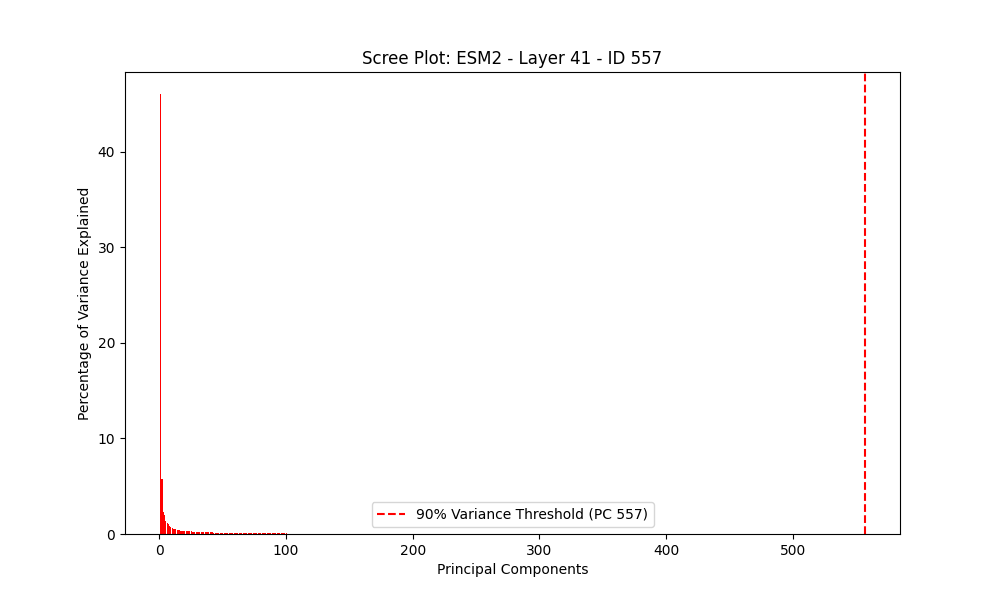 Scree Plot: ESM2 - Layer 41 - ID 557
Percentage of Variance Explained
40
30
20
10
0
90% Variance Threshold (PC 557)
0 100 200 300 400 500
Principal Components